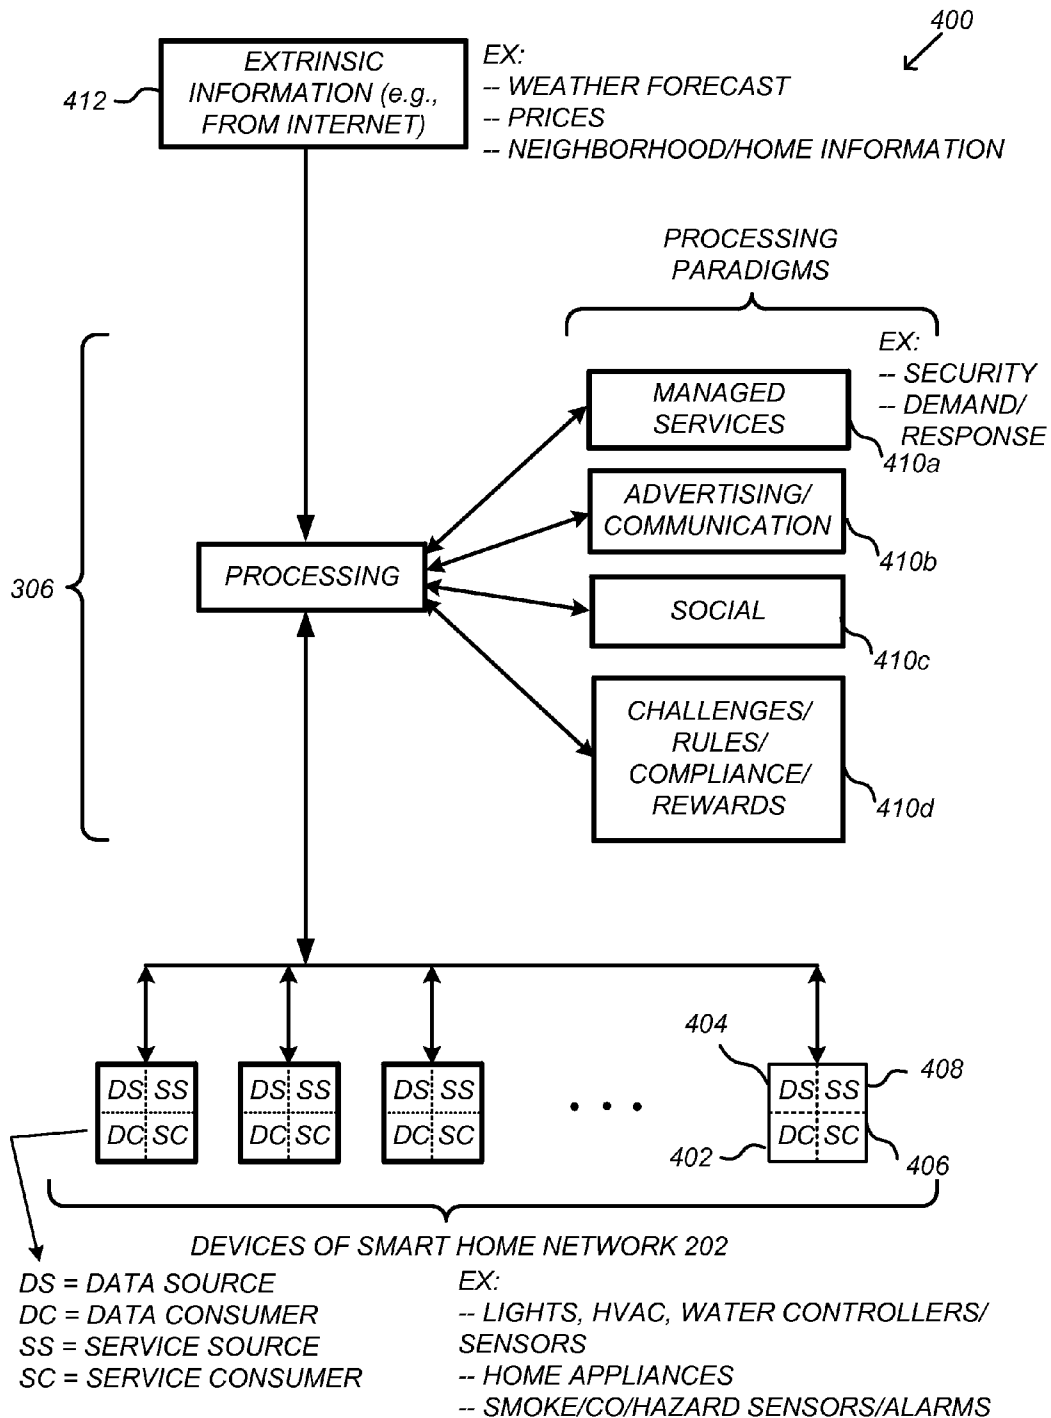 400
EXTRINSIC
INFORMATION (e.g.,
FROM INTERNET)
412
EX:
-- WEATHER FORECAST
-- PRICES
-- NEIGHBORHOOD/HOME INFORMATION
PROCESSING
PARADIGMS
EX:
-- SECURITY
-- DEMAND/
RESPONSE
MANAGED
SERVICES
410a
ADVERTISING/
COMMUNICATION
410b
306
PROCESSING
SOCIAL
410c
CHALLENGES/
RULES/
COMPLIANCE/
REWARDS
410d
404
408
DS SS DS SS DS SS DS SS
DC SC DC SC DC SC DC SC
402
406
DEVICES OF SMART HOME NETWORK 202
DS = DATA SOURCE
DC = DATA CONSUMER
SS = SERVICE SOURCE
SC = SERVICE CONSUMER
EX:
-- LIGHTS, HVAC, WATER CONTROLLERS/
SENSORS
-- HOME APPLIANCES
-- SMOKE/CO/HAZARD SENSORS/ALARMS